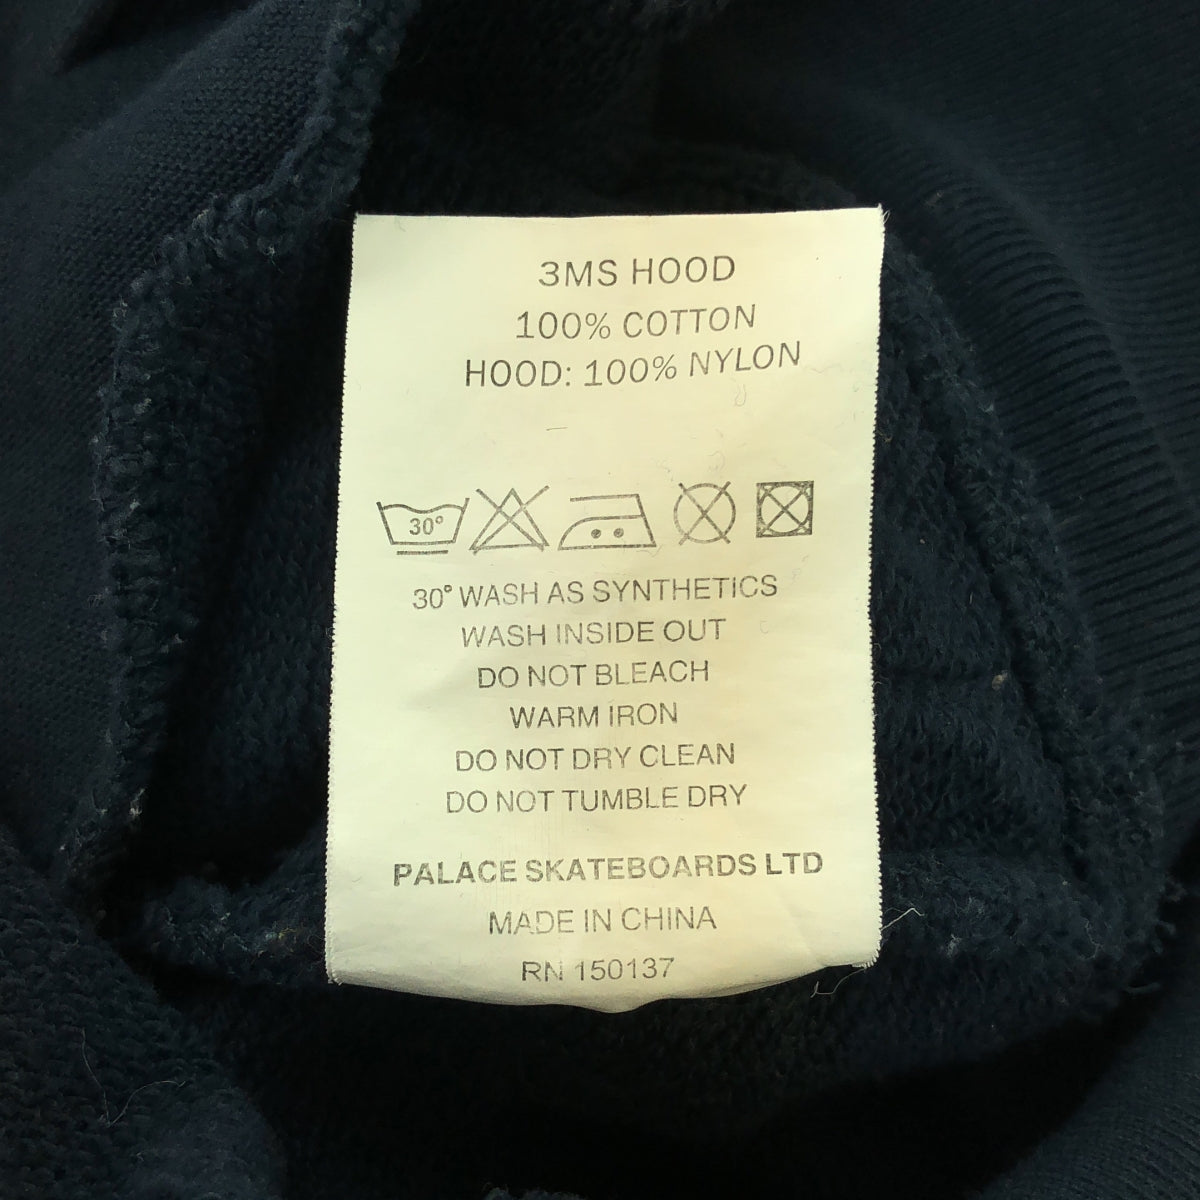 3MS HOOD
100% COTTON
HOOD: 100% NYLON
30°
30° WASH AS SYNTHETICS
WASH INSIDE OUT
DO NOT BLEACH
WARM IRON
DO NOT DRY CLEAN
DO NOT TUMBLE DRY
PALACE SKATEBOARDS LTD
MADE IN CHINA
RN 150137